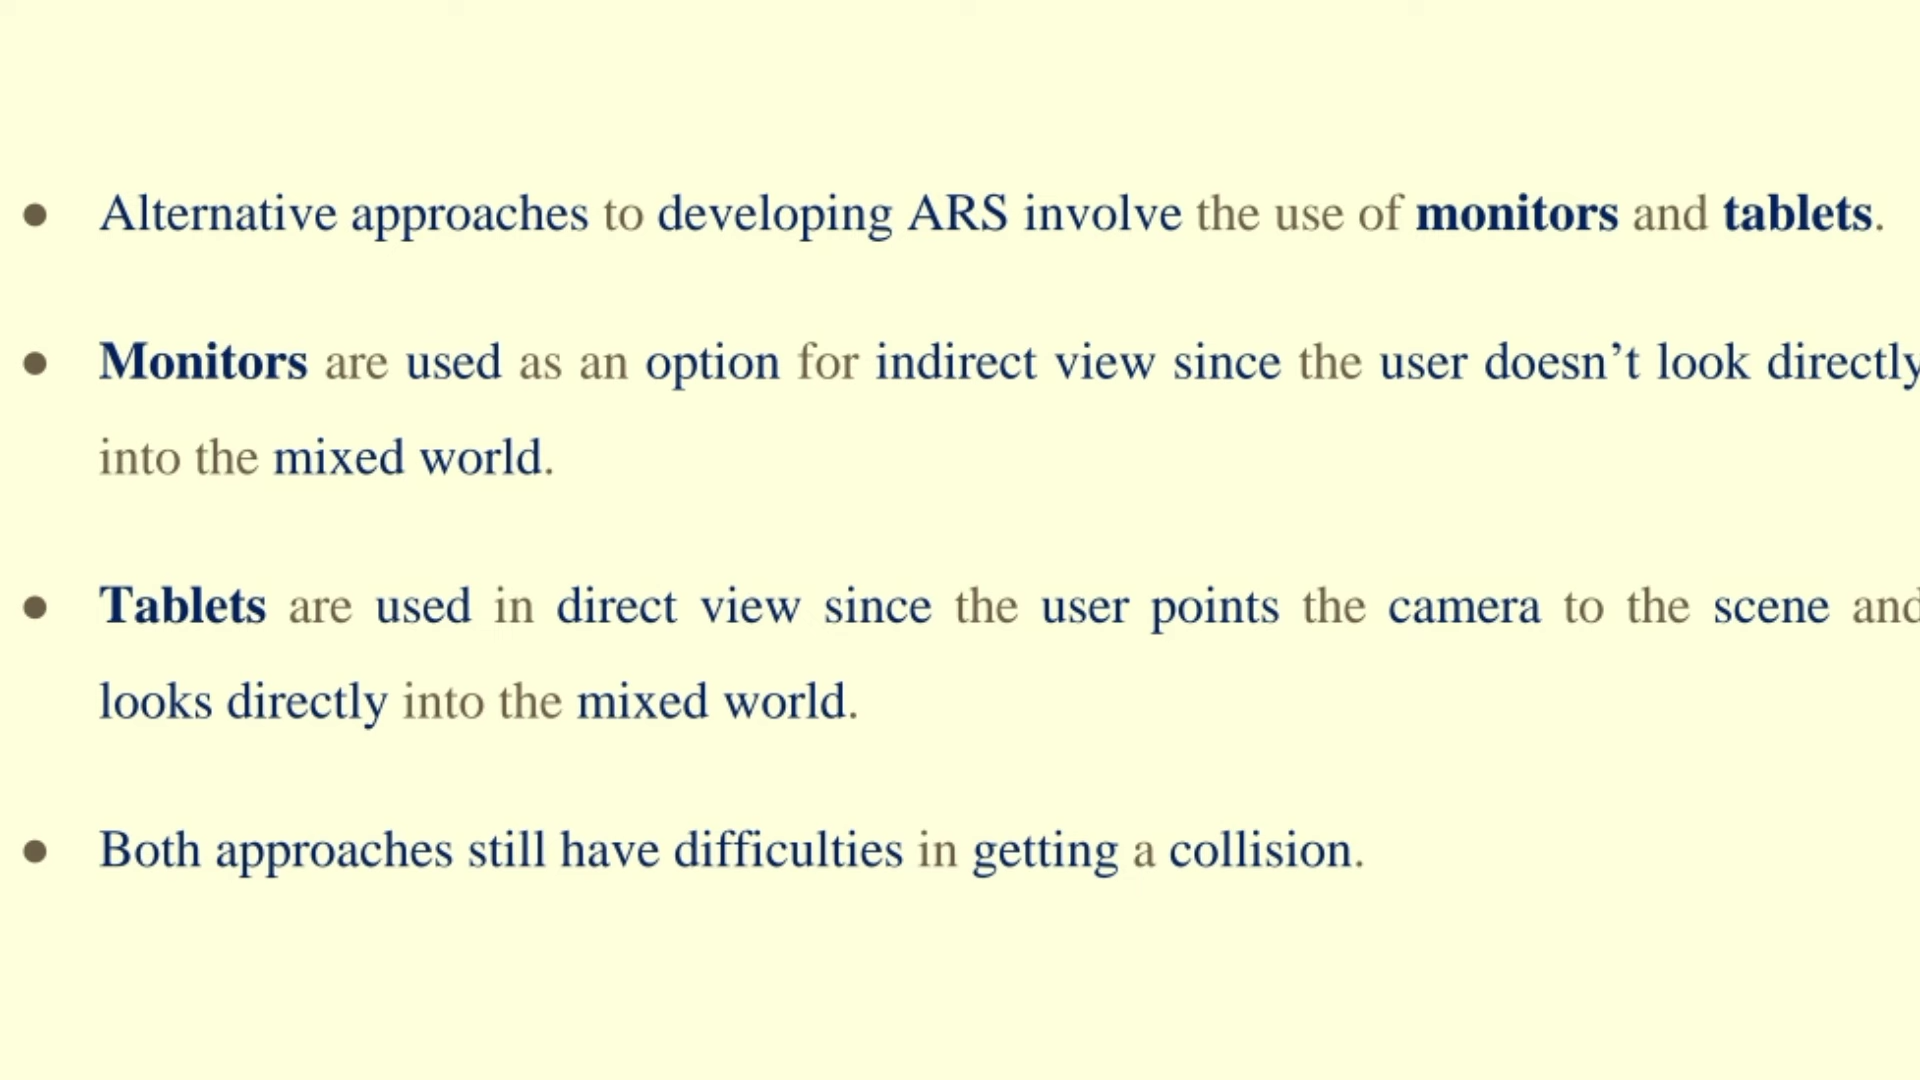 ● Alternative approaches to developing ARS involve the use of monitors and tablets.
● Monitors are used as an option for indirect view since the user doesn’t look directly
into the mixed world.
● Tablets are used in direct view since the user points the camera to the scene and
looks directly into the mixed world.
● Both approaches still have difficulties in getting a collision.